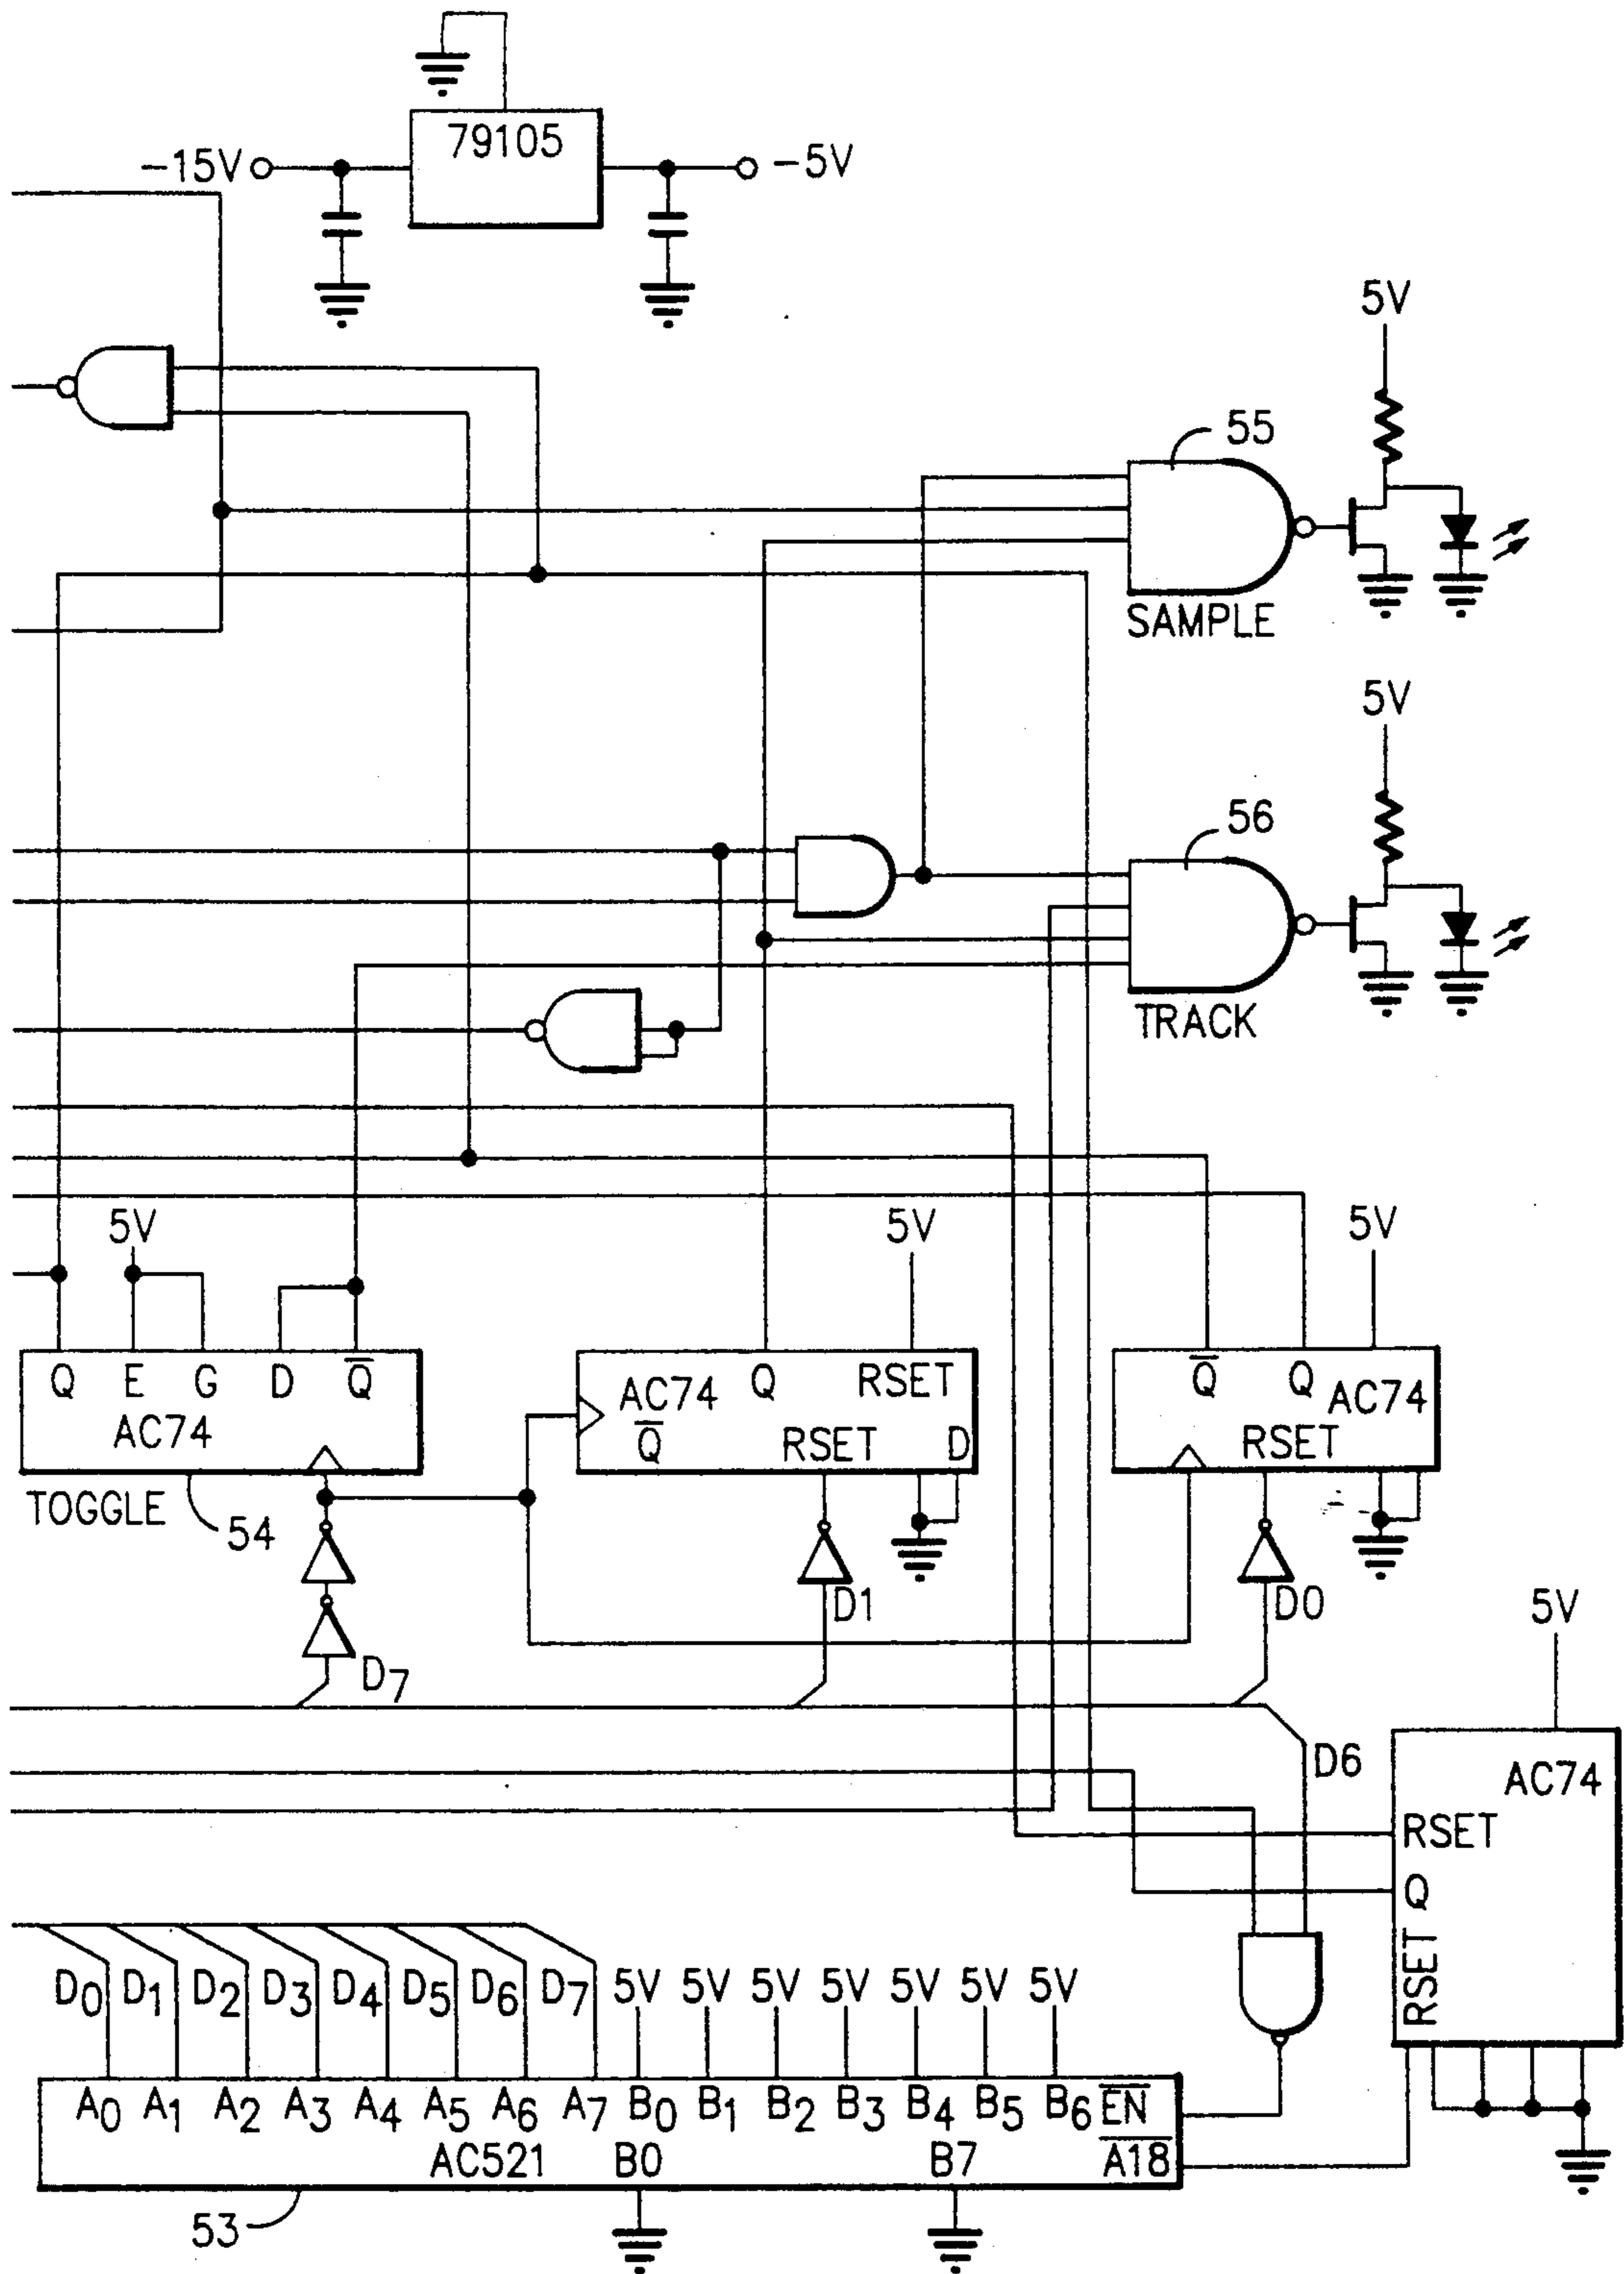 79105
-15V
-5V
5V
55
SAMPLE
5V
56
TRACK
5V
5V
5V
Q E G D Q̅
AC74
TOGGLE
54
Q RSET
AC74
Q̅ RSET D
Q̅ Q
AC74
RSET
D7
D1
D0
5V
D6
AC74
RSET
Q
RSET
D0 D1 D2 D3 D4 D5 D6 D7 5V 5V 5V 5V 5V 5V 5V
A0 A1 A2 A3 A4 A5 A6 A7 B0 B1 B2 B3 B4 B5 B6 E̅N̅
AC521 B0 B7 A̅1̅8̅
53